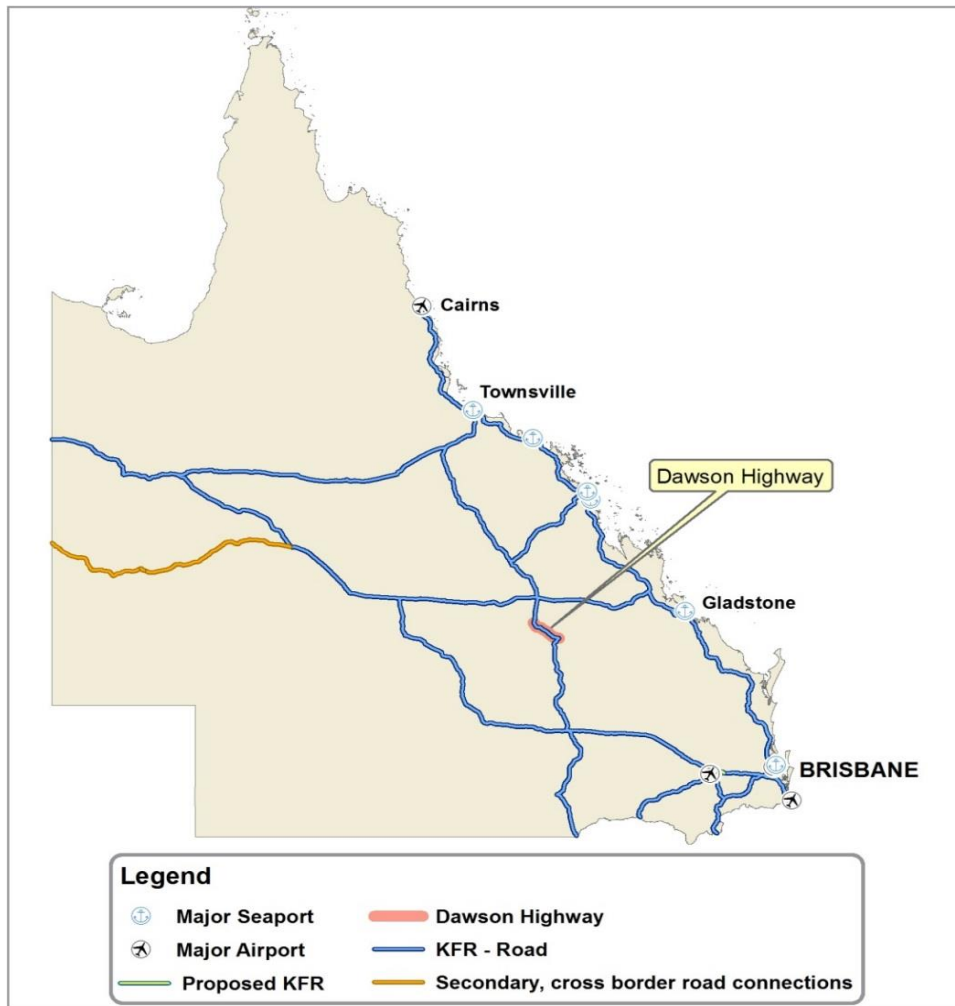 Cairns
Townsville
Dawson Highway
Gladstone
BRISBANE
Legend
Major Seaport
Dawson Highway
Major Airport
KFR - Road
Proposed KFR
Secondary, cross border road connections